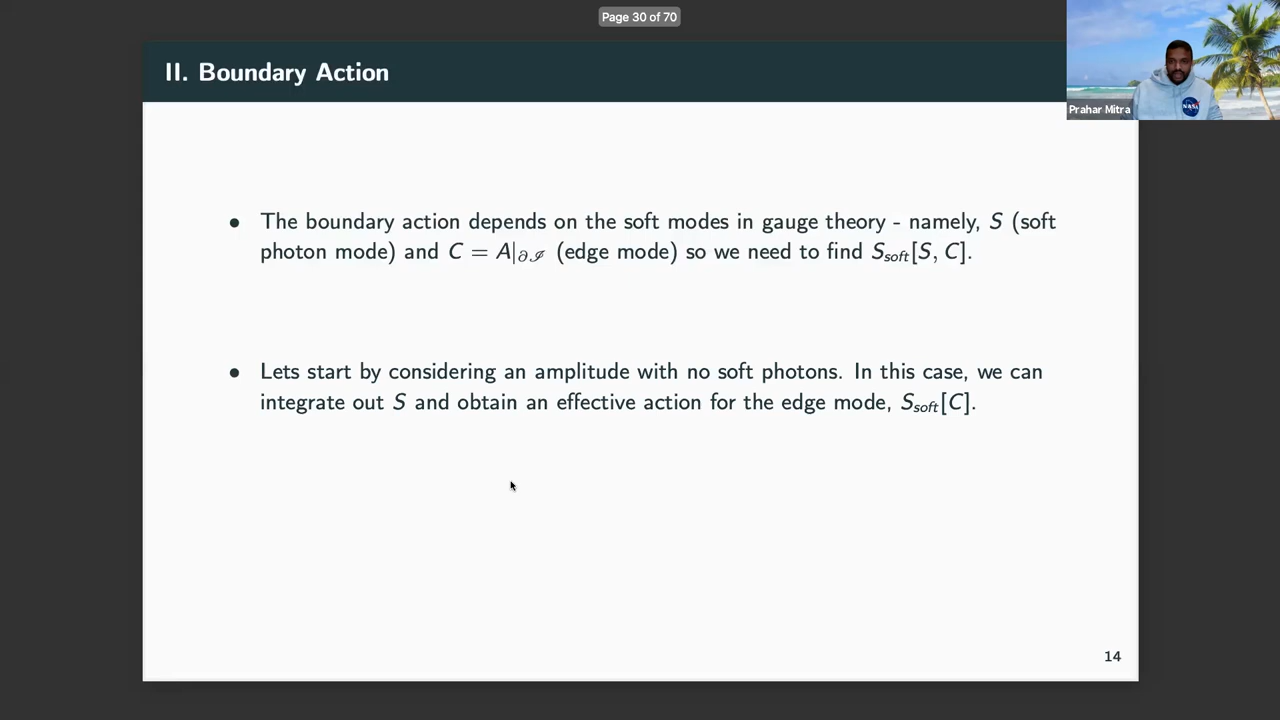 Page 30 of 70
II. Boundary Action
Prahar Mitra
NASA
• The boundary action depends on the soft modes in gauge theory - namely, S (soft
photon mode) and C = A|∂ℐ (edge mode) so we need to find S_soft[S, C].
• Lets start by considering an amplitude with no soft photons. In this case, we can
integrate out S and obtain an effective action for the edge mode, S_soft[C].
14